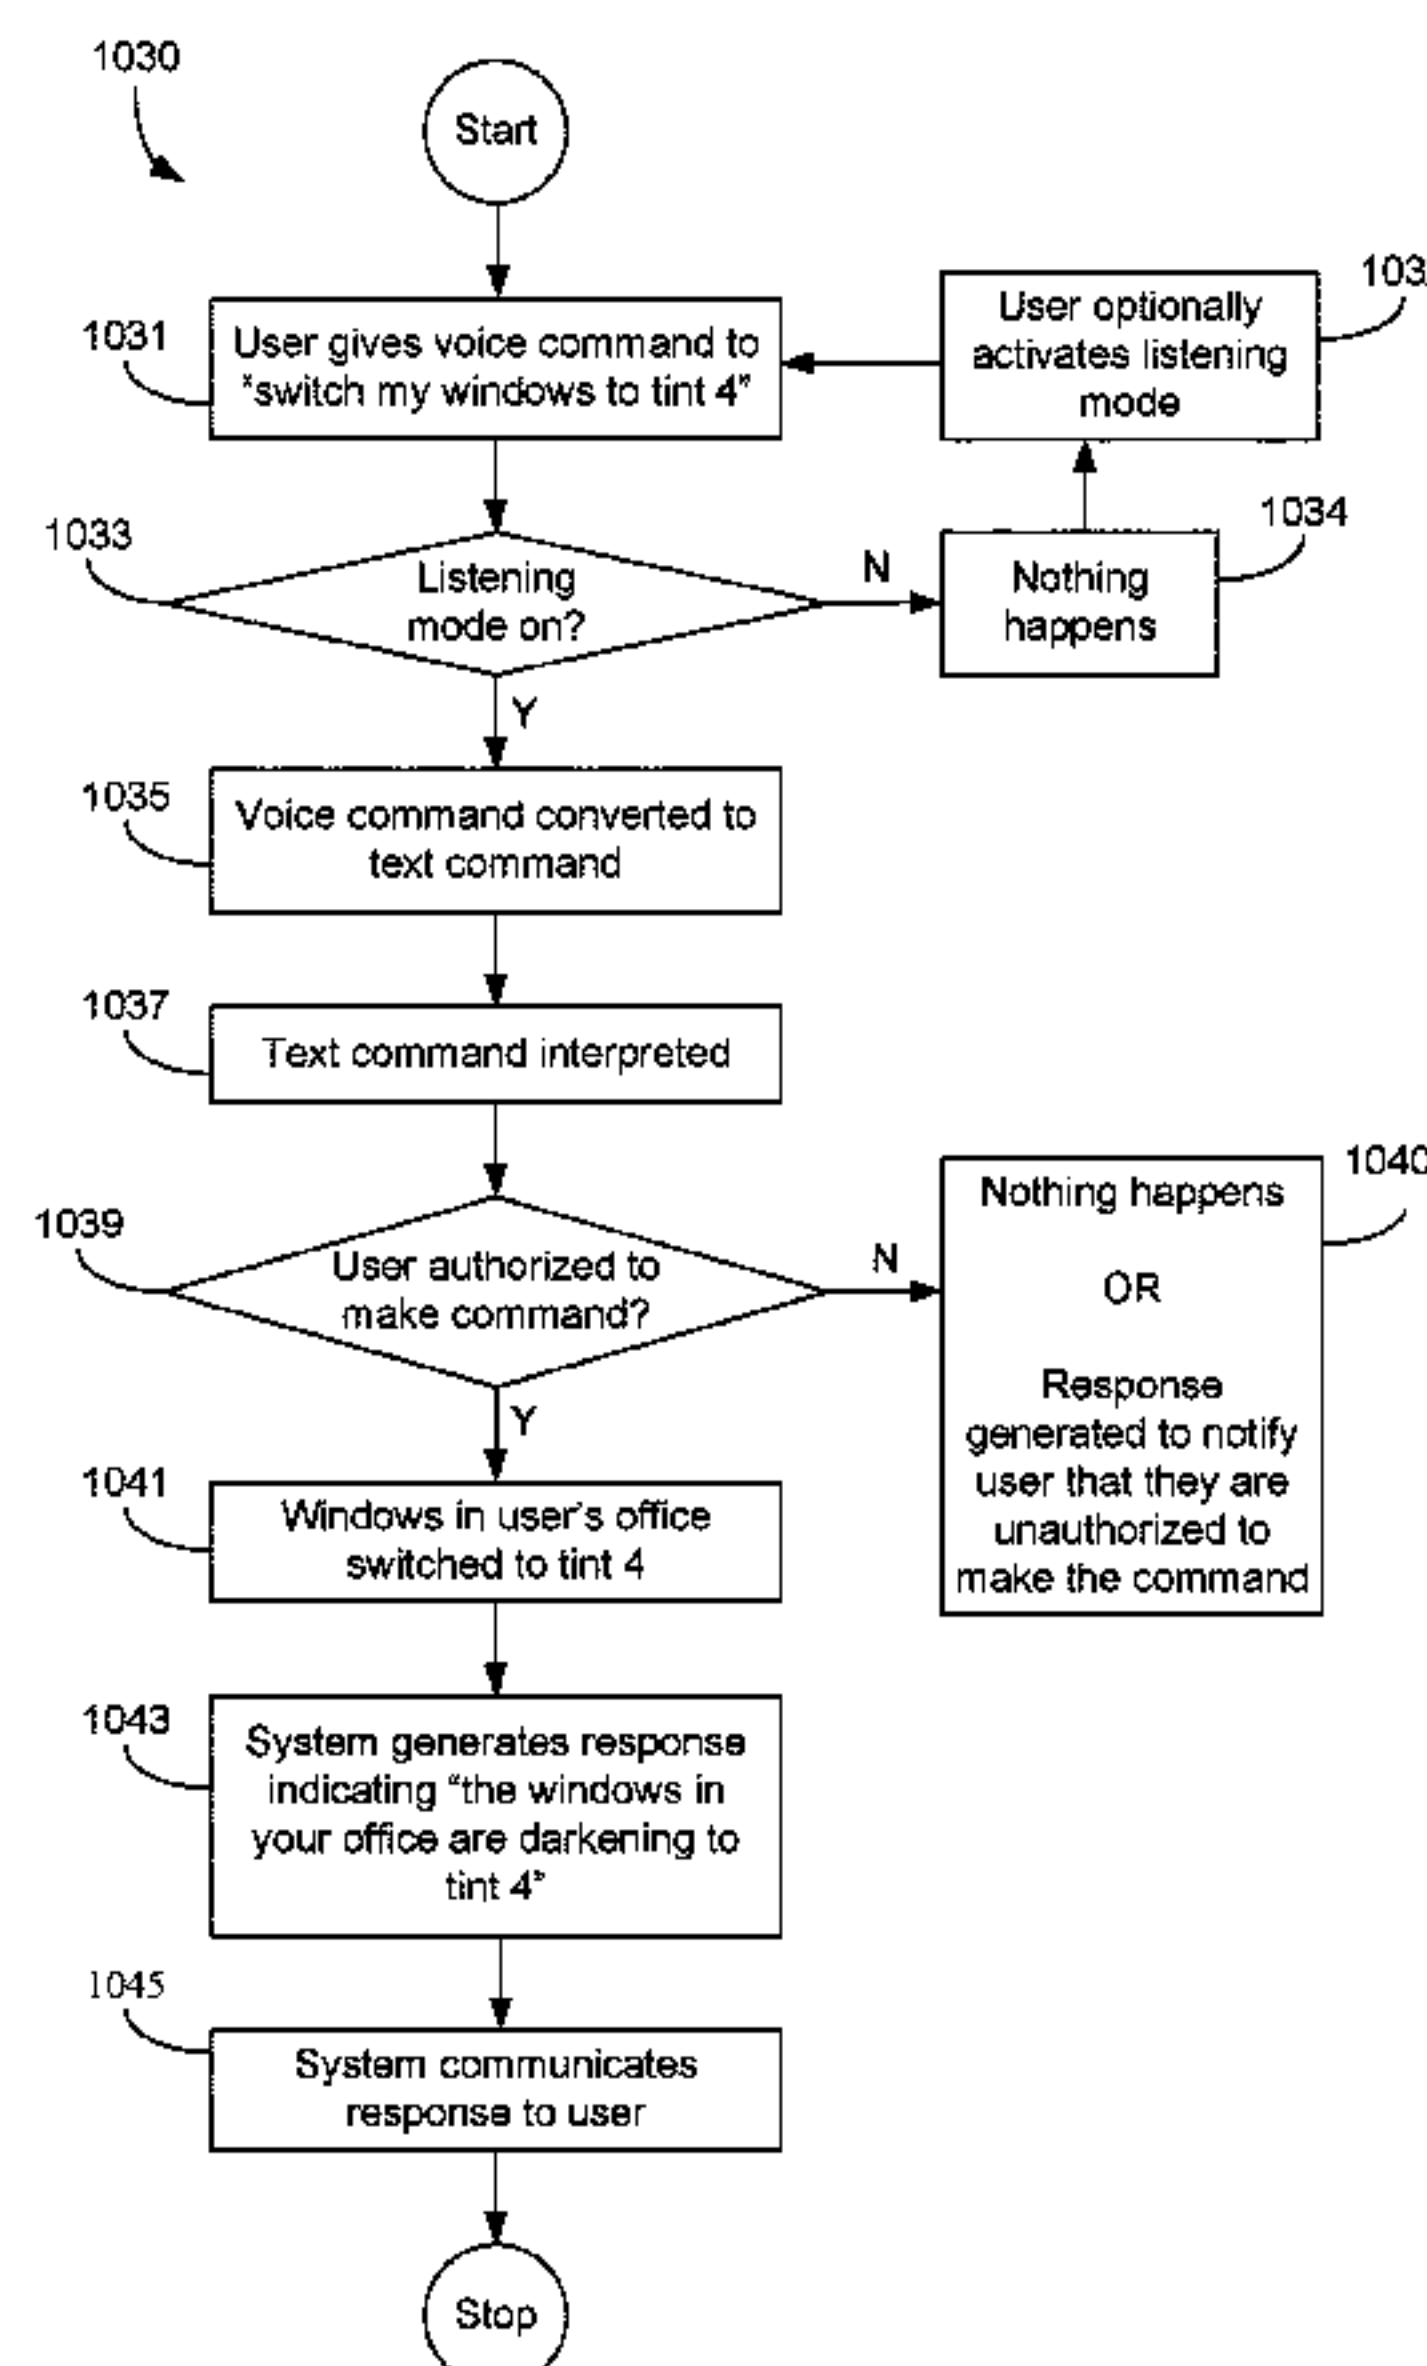 1030
Start
1031
User gives voice command to
"switch my windows to tint 4"
User optionally
activates listening
mode
1033
Listening
mode on?
N
Y
Nothing
happens
1034
1035
Voice command converted to
text command
1037
Text command interpreted
1039
User authorized to
make command?
N
Y
1040
Nothing happens
OR
Response
generated to notify
user that they are
unauthorized to
make the command
1041
Windows in user's office
switched to tint 4
1043
System generates response
indicating "the windows in
your office are darkening to
tint 4"
1045
System communicates
response to user
Stop